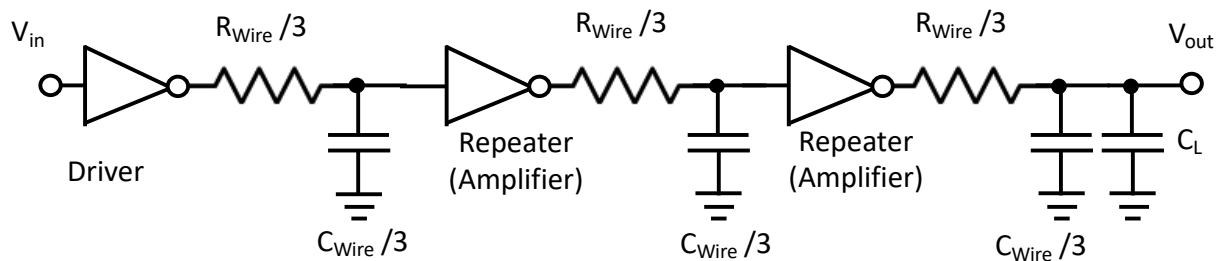 R_Wire /3
R_Wire /3
R_Wire /3
V_in
V_out
Driver
Repeater
(Amplifier)
Repeater
(Amplifier)
C_L
C_Wire /3
C_Wire /3
C_Wire /3